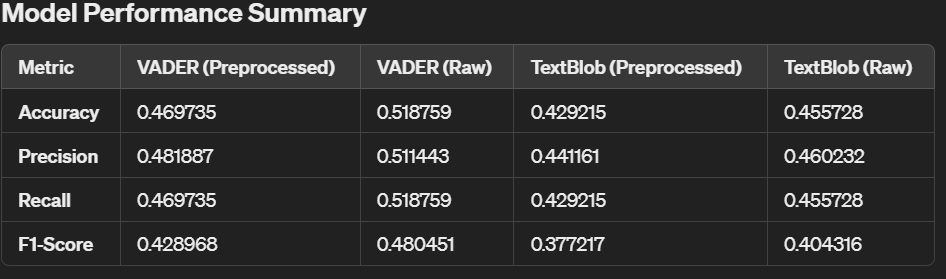 Model Performance Summary
Metric VADER (Preprocessed) VADER (Raw) TextBlob (Preprocessed) TextBlob (Raw)
Accuracy 0.469735 0.518759 0.429215 0.455728
Precision 0.481887 0.511443 0.441161 0.460232
Recall 0.469735 0.518759 0.429215 0.455728
F1-Score 0.428968 0.480451 0.377217 0.404316